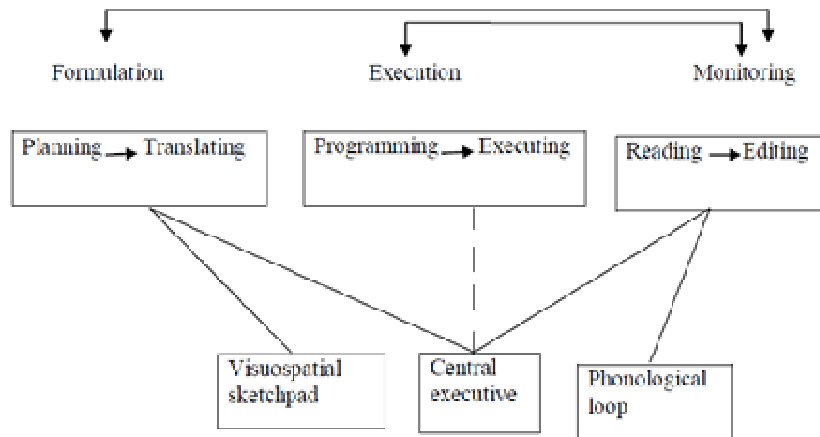 Formulation Execution Monitoring
Planning Translating Programming Executing Reading Editing
Visuospatial
sketchpad
Central
executive
Phonological
loop